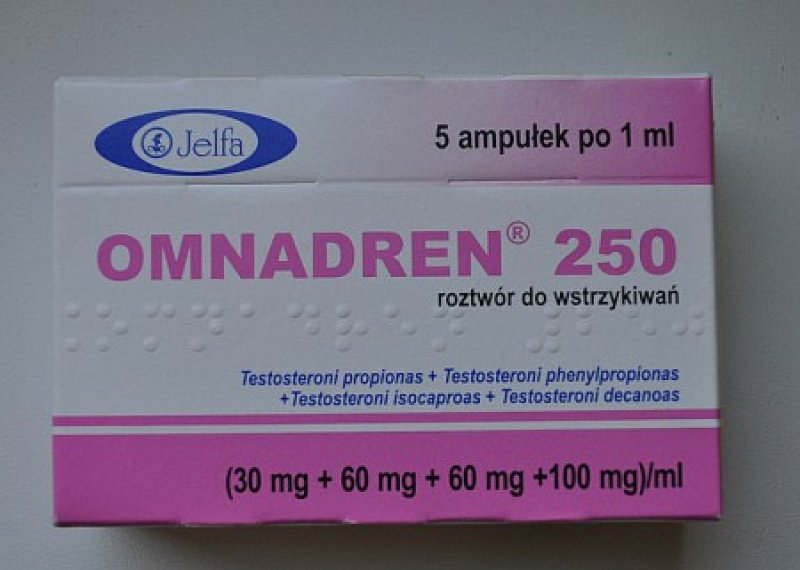 Jelfa
5 ampułek po 1 ml
OMNADREN® 250
roztwór do wstrzykiwań
Testosteroni propionas + Testosteroni phenylpropionas
+Testosteroni isocaproas + Testosteroni decanoas
(30 mg + 60 mg + 60 mg +100 mg)/ml